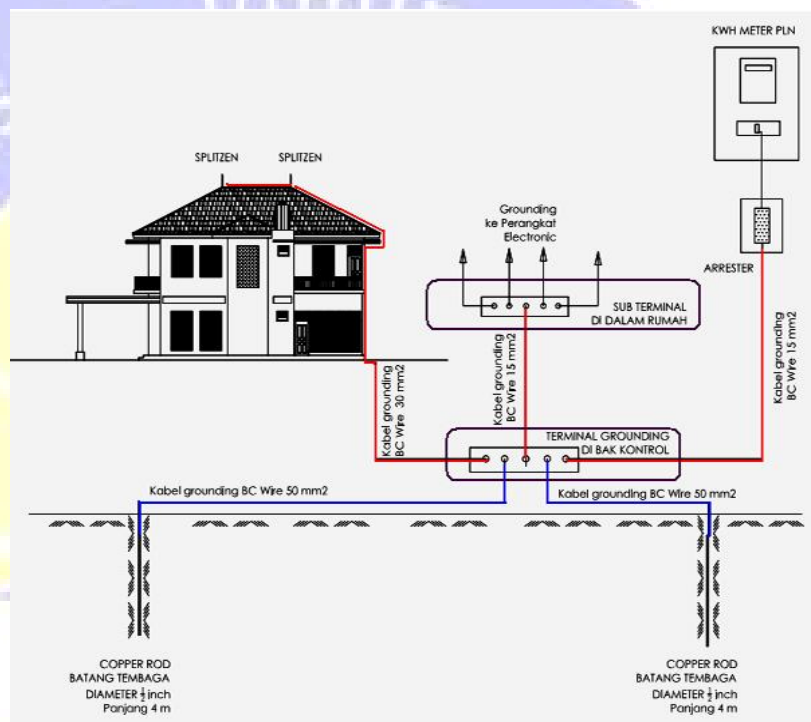 KWH METER PLN
SPLITZEN
SPLITZEN
Grounding
ke Perangkat
Electronic
ARRESTER
SUB TERMINAL
DI DALAM RUMAH
Kabel grounding
BC Wire 15 mm2
Kabel grounding
BC Wire 15 mm2
Kabel grounding
BC Wire 30 mm2
TERMINAL GROUNDING
DI BAK KONTROL
Kabel grounding BC Wire 50 mm2
Kabel grounding BC Wire 50 mm2
COPPER ROD
BATANG TEMBAGA
DIAMETER ½ inch
Panjang 4 m
COPPER ROD
BATANG TEMBAGA
DIAMETER ½ inch
Panjang 4 m